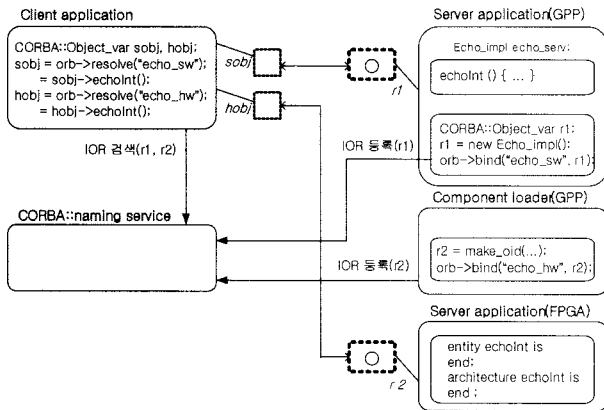 Client application
CORBA::Object_var sobj, hobj;
sobj = orb->resolve("echo_sw");
= sobj->echoInt();
hobj = orb->resolve("echo_hw");
= hobj->echoInt();
sobj
hobj
r1
Server application(GPP)
Echo_impl echo_serv;
echoInt () { ... }
CORBA::Object_var r1;
r1 = new Echo_impl();
orb->bind("echo_sw", r1);
IOR 검색(r1, r2)
IOR 등록(r1)
CORBA::naming service
Component loader(GPP)
r2 = make_oid(...);
orb->bind("echo_hw", r2);
IOR 등록(r2)
Server application(FPGA)
entity echoInt is
end;
architecture echoInt is
end ;
r 2